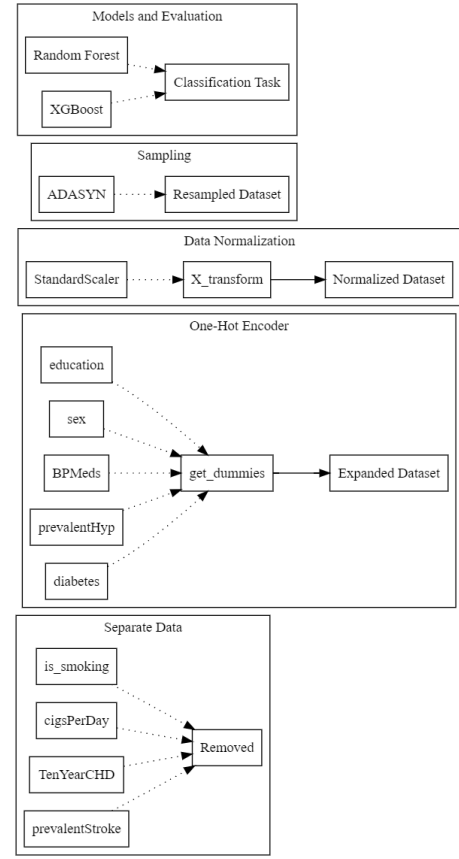 Models and Evaluation
Random Forest
Classification Task
XGBoost
Sampling
ADASYN
Resampled Dataset
Data Normalization
StandardScaler
X_transform
Normalized Dataset
One-Hot Encoder
education
sex
BPMeds
get_dummies
Expanded Dataset
prevalentHyp
diabetes
Separate Data
is_smoking
cigsPerDay
Removed
TenYearCHD
prevalentStroke